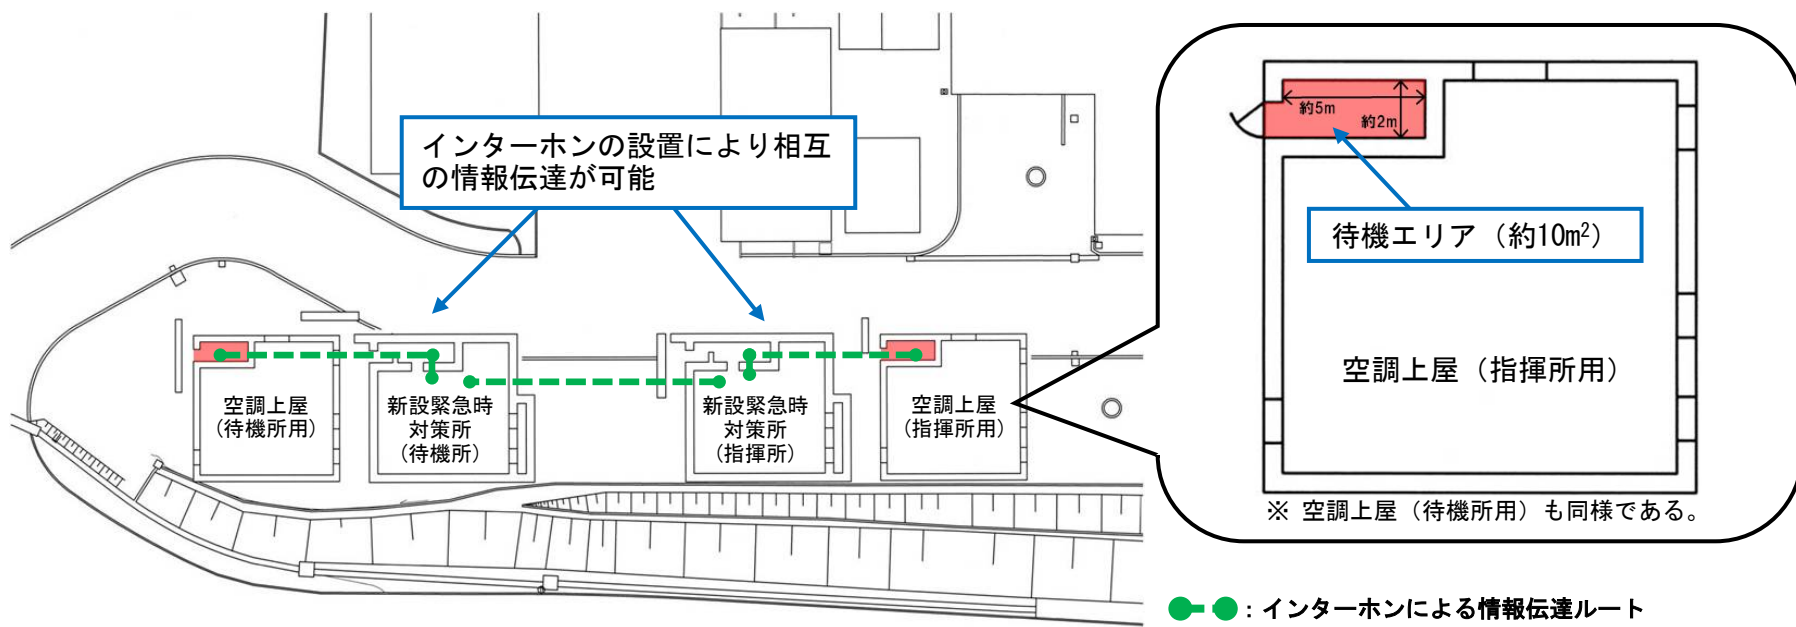 インターホンの設置により相互
の情報伝達が可能
空調上屋
（待機所用）
新設緊急時
対策所
（待機所）
新設緊急時
対策所
（指揮所）
空調上屋
（指揮所用）
約5m
約2m
待機エリア（約10m²）
空調上屋（指揮所用）
※ 空調上屋（待機所用）も同様である。
：インターホンによる情報伝達ルート